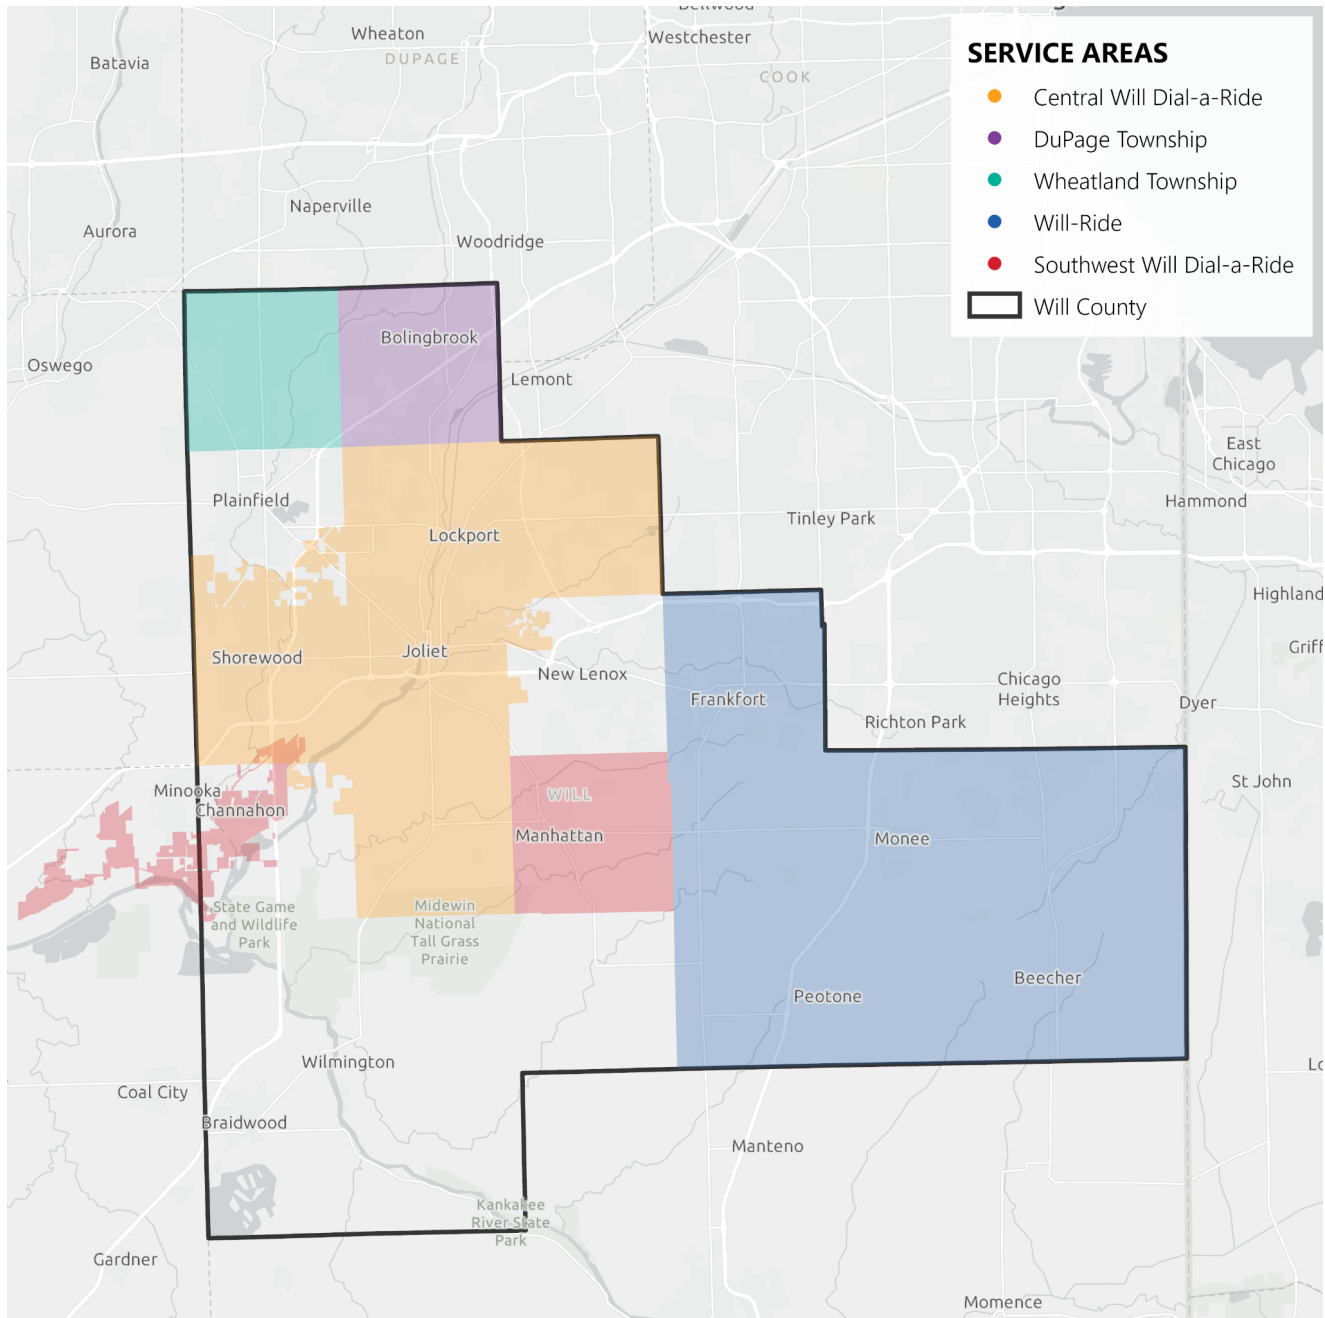 Bellwood
Wheaton
Westchester
DUPAGE
Batavia
COOK
SERVICE AREAS
Central Will Dial-a-Ride
DuPage Township
Wheatland Township
Will-Ride
Southwest Will Dial-a-Ride
Will County
Naperville
Aurora
Woodridge
Bolingbrook
Oswego
Lemont
East
Chicago
Plainfield
Hammond
Tinley Park
Lockport
Highland
Joliet
Shorewood
Griff
New Lenox
Chicago
Heights
Frankfort
Dyer
Richton Park
St John
Minooka
WILL
Channahon
Manhattan
Monee
State Game
and Wildlife
Park
Midewin
National
Tall Grass
Prairie
Beecher
Peotone
Wilmington
Lo
Coal City
Braidwood
Manteno
Kankakee
River State
Park
Gardner
Momence